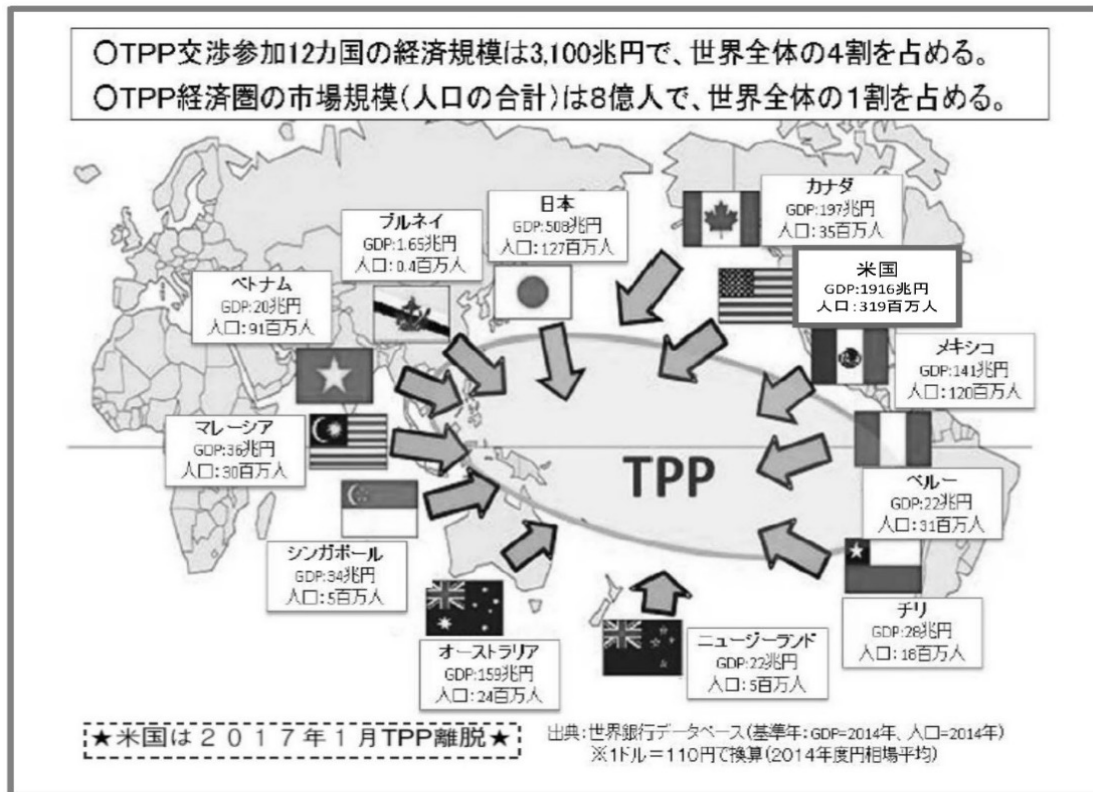 ○TPP交渉参加12カ国の経済規模は3,100兆円で、世界全体の4割を占める。
○TPP経済圏の市場規模(人口の合計)は8億人で、世界全体の1割を占める。
カナダ
GDP:197兆円
人口:35百万人
日本
GDP:508兆円
人口:127百万人
ブルネイ
GDP:1.65兆円
人口:0.4百万人
米国
GDP:1916兆円
人口:319百万人
ベトナム
GDP:20兆円
人口:91百万人
メキシコ
GDP:141兆円
人口:120百万人
マレーシア
GDP:36兆円
人口:30百万人
TPP
ペルー
GDP:22兆円
人口:31百万人
シンガポール
GDP:34兆円
人口:5百万人
チリ
GDP:28兆円
人口:18百万人
オーストラリア
GDP:159兆円
人口:24百万人
ニュージーランド
GDP:22兆円
人口:5百万人
★米国は2017年1月TPP離脱★
出典:世界銀行データベース(基準年:GDP=2014年、人口=2014年)
※1ドル=110円で換算(2014年度円相場平均)